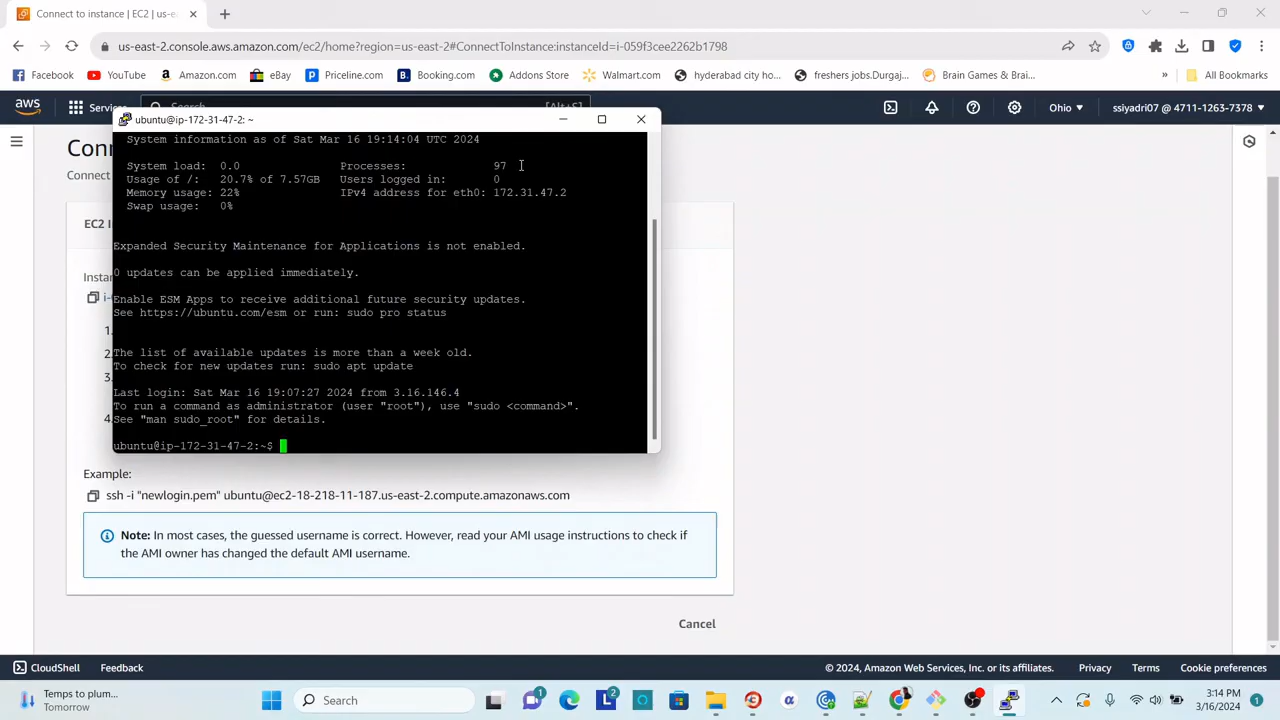 Connect to instance | EC2 | us-e
us-east-2.console.aws.amazon.com/ec2/home?region=us-east-2#ConnectToInstance:instanceId=i-059f3cee2262b1798
Facebook
YouTube
Amazon.com
eBay
Priceline.com
Booking.com
Addons Store
Walmart.com
hyderabad city ho...
freshers jobs.Durgaj...
Brain Games & Brai...
»
All Bookmarks
aws
Services
Search
[Alt+S]
Ohio
ssiyadri07 @ 4711-1263-7378
ubuntu@ip-172-31-47-2: ~
System information as of Sat Mar 16 19:14:04 UTC 2024
System load: 0.0 Processes: 97
Usage of /: 20.7% of 7.57GB Users logged in: 0
Memory usage: 22% IPv4 address for eth0: 172.31.47.2
Swap usage: 0%
Expanded Security Maintenance for Applications is not enabled.
0 updates can be applied immediately.
Enable ESM Apps to receive additional future security updates.
See https://ubuntu.com/esm or run: sudo pro status
The list of available updates is more than a week old.
To check for new updates run: sudo apt update
Last login: Sat Mar 16 19:07:27 2024 from 3.16.146.4
To run a command as administrator (user "root"), use "sudo <command>".
See "man sudo_root" for details.
ubuntu@ip-172-31-47-2:~$
Conn
Connect
EC2 I
Instan
i-
1.
2.
3.
4.
Example:
ssh -i "newlogin.pem" ubuntu@ec2-18-218-11-187.us-east-2.compute.amazonaws.com
Note: In most cases, the guessed username is correct. However, read your AMI usage instructions to check if
the AMI owner has changed the default AMI username.
Cancel
CloudShell
Feedback
© 2024, Amazon Web Services, Inc. or its affiliates.
Privacy
Terms
Cookie preferences
Temps to plum...
Tomorrow
Search
1
2
3:14 PM
3/16/2024